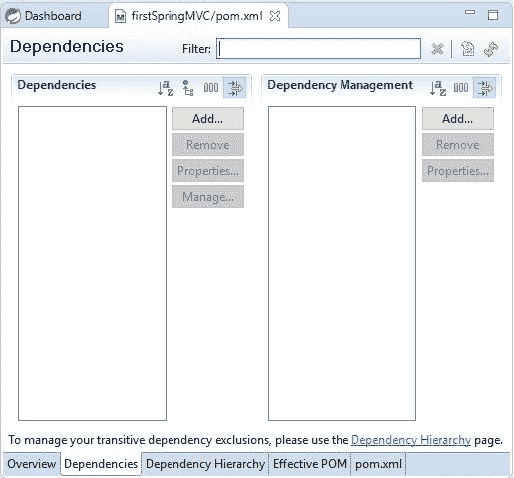 Dashboard
firstSpringMVC/pom.xml
Dependencies
Filter:
Dependencies
Dependency Management
Add...
Remove
Properties...
Manage...
Add...
Remove
Properties...
To manage your transitive dependency exclusions, please use the Dependency Hierarchy page.
Overview Dependencies Dependency Hierarchy Effective POM pom.xml